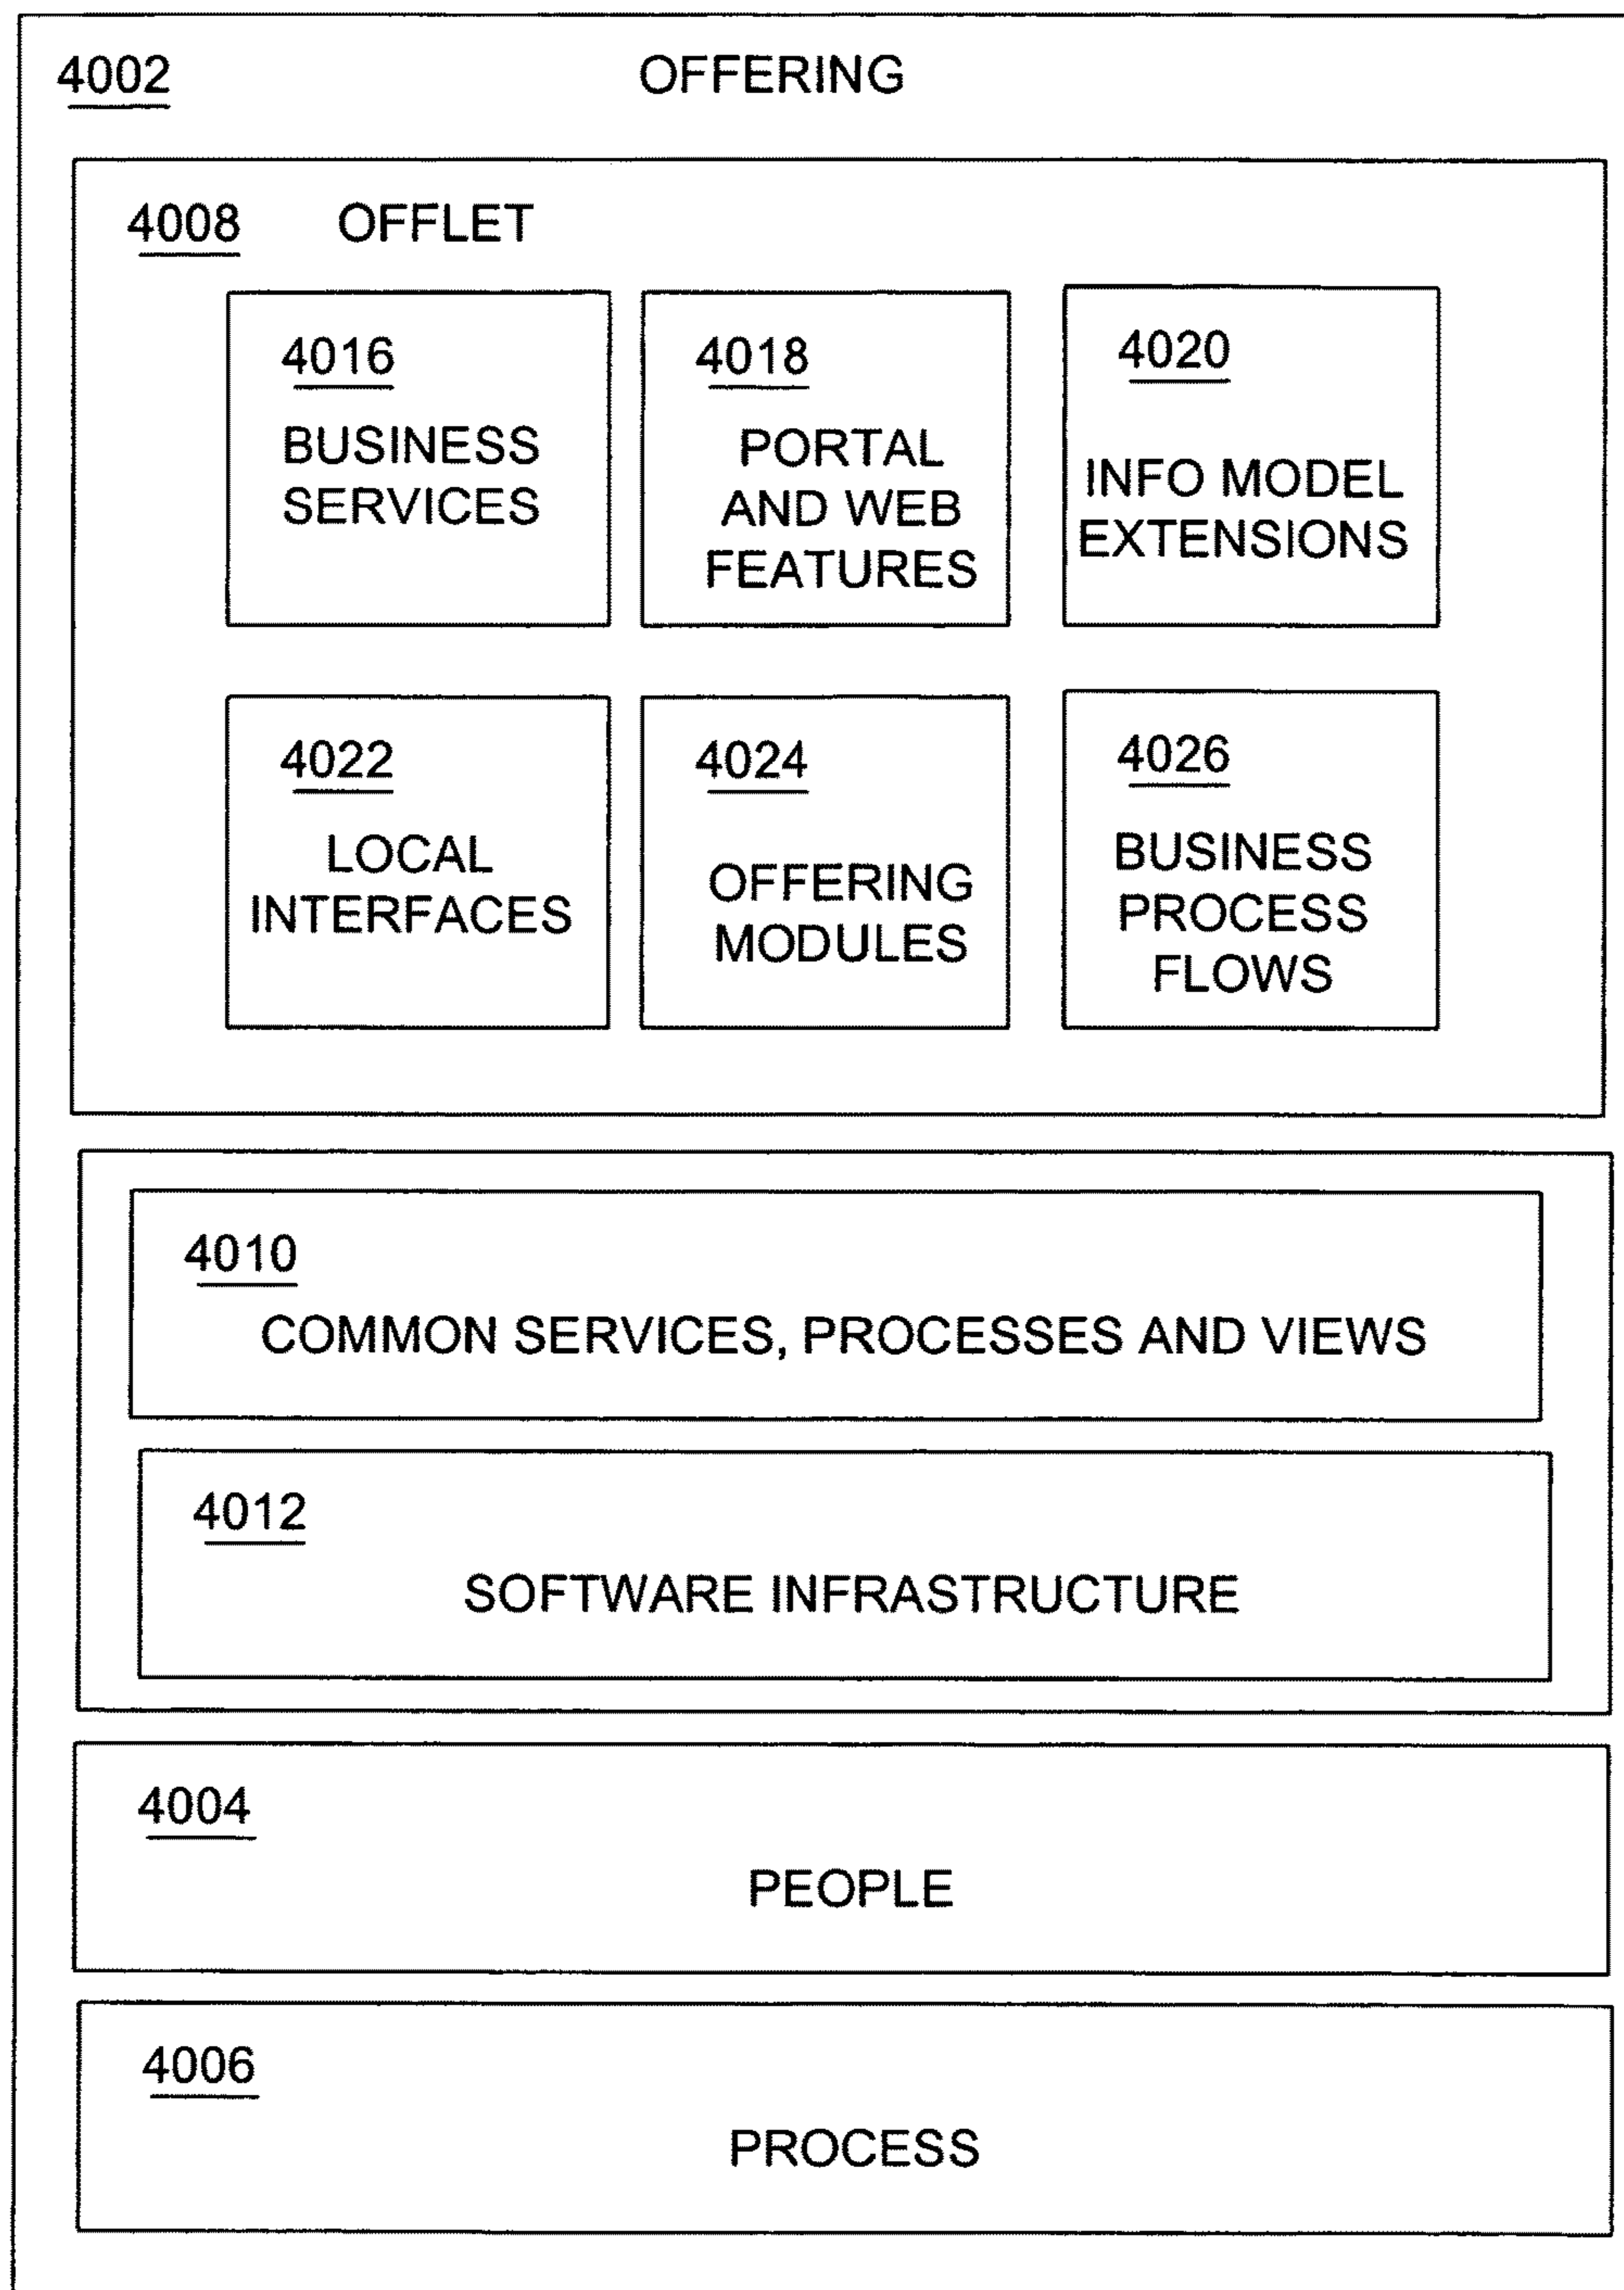 4002 OFFERING
4008 OFFLET
4016
BUSINESS
SERVICES
4018
PORTAL
AND WEB
FEATURES
4020
INFO MODEL
EXTENSIONS
4022
LOCAL
INTERFACES
4024
OFFERING
MODULES
4026
BUSINESS
PROCESS
FLOWS
4010
COMMON SERVICES, PROCESSES AND VIEWS
4012
SOFTWARE INFRASTRUCTURE
4004
PEOPLE
4006
PROCESS